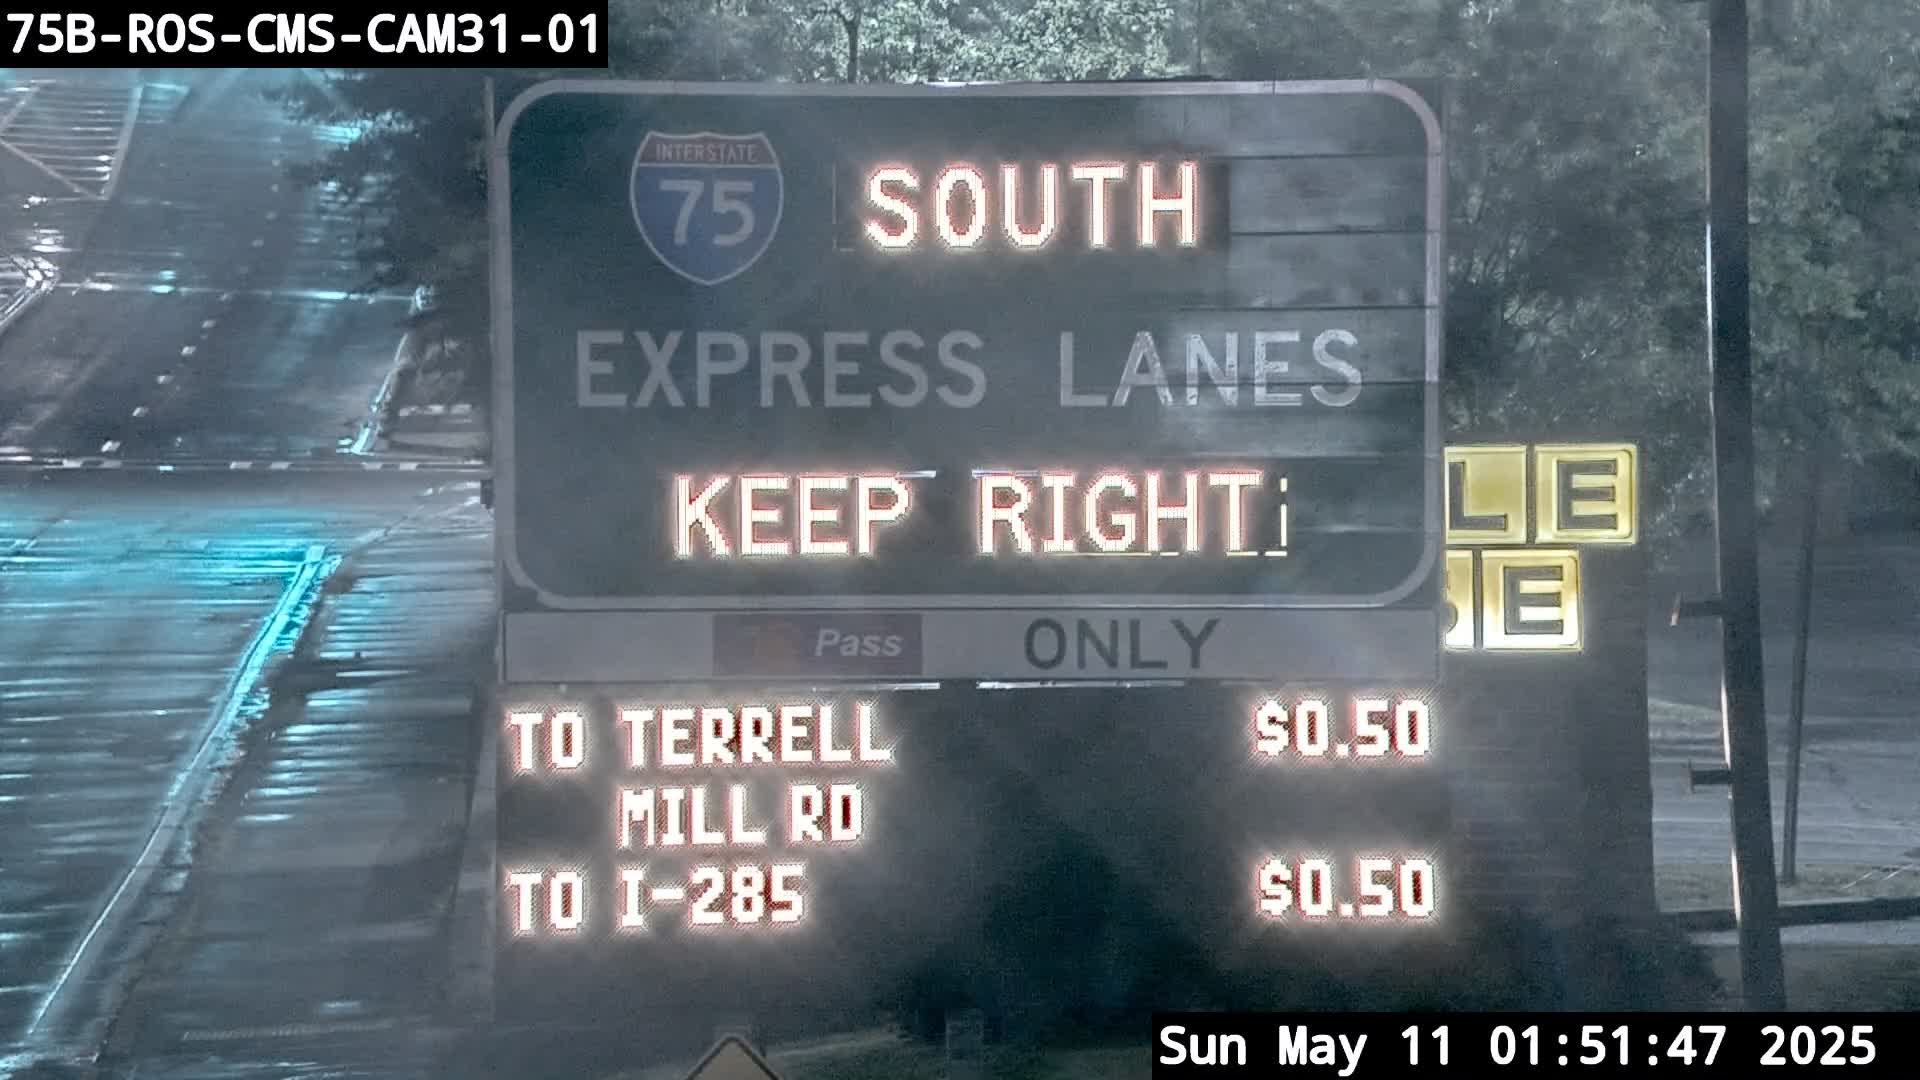 75B-ROS-CMS-CAM31-01
INTERSTATE
75
SOUTH
EXPRESS LANES
KEEP RIGHT
Pass ONLY
TO TERRELL $0.50
MILL RD
TO I-285 $0.50
LE
E
Sun May 11 01:51:47 2025